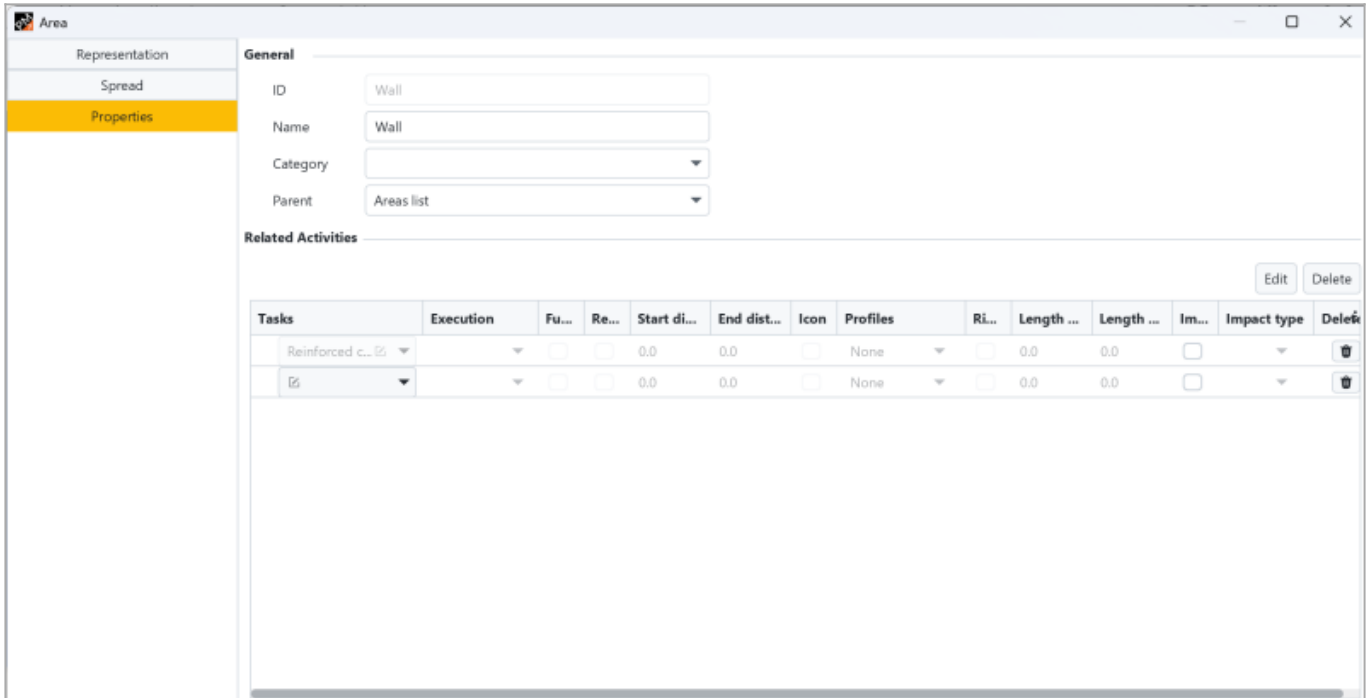 Area
Representation
Spread
Properties
General
ID Wall
Name Wall
Category
Parent Areas list
Related Activities
Edit Delete
Tasks Execution Fu... Re... Start di... End dist... Icon Profiles Ri... Length ... Length ... Im... Impact type Delete
Reinforced c... 0.0 0.0 None 0.0 0.0
0.0 0.0 None 0.0 0.0